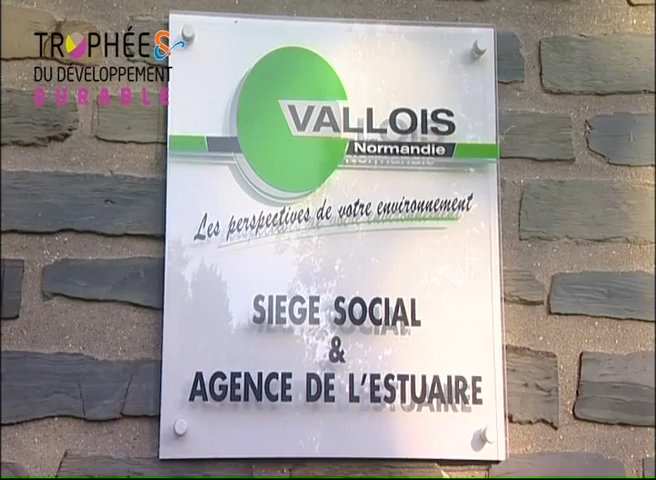 TROPHÉES
DU DÉVELOPPEMENT
DURABLE
VALLOIS
Normandie
Les perspectives de votre environnement
SIEGE SOCIAL
&
AGENCE DE L'ESTUAIRE